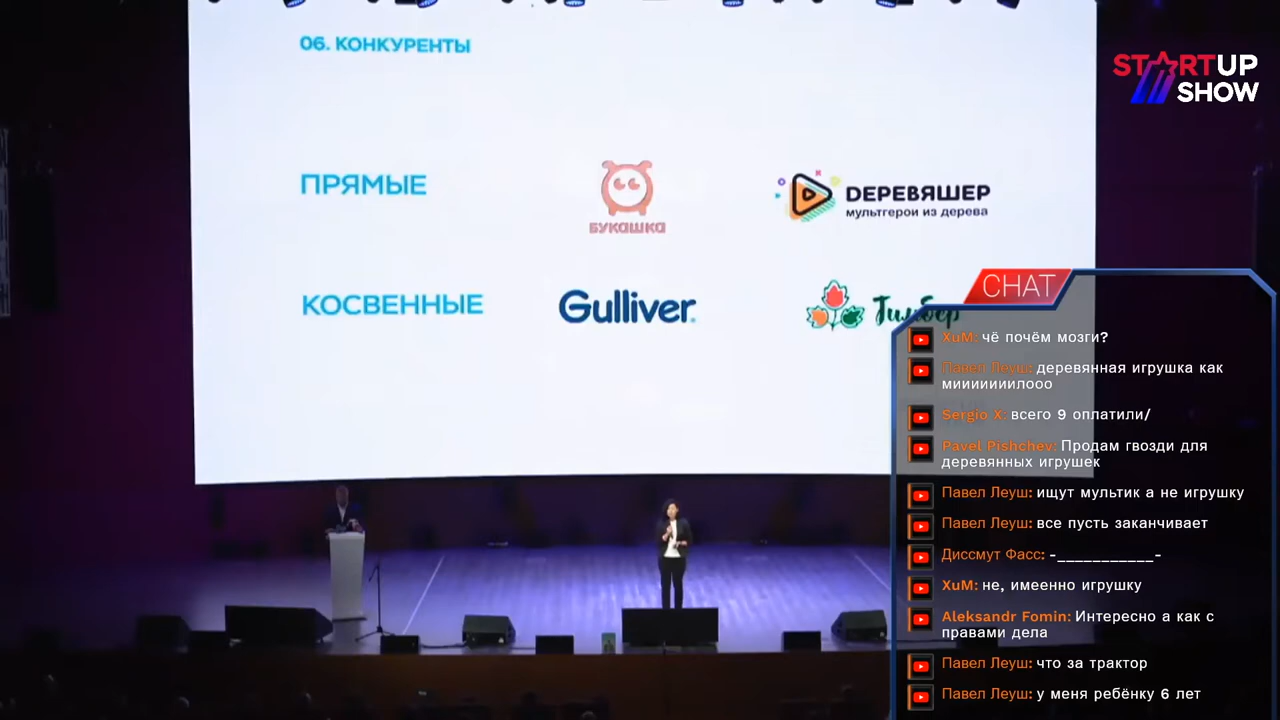 06. КОНКУРЕНТЫ
STARTUP
SHOW
ПРЯМЫЕ
БУКАШКА
DЕРЕВЯШЕР
мультгерои из дерева
КОСВЕННЫЕ
Gulliver
Тимбер
CHAT
XuM: чё почём мозги?
Павел Леуш: деревянная игрушка как
мииииииилооо
Sergio X: всего 9 оплатили/
Pavel Pishchev: Продам гвозди для
деревянных игрушек
Павел Леуш: ищут мультик а не игрушку
Павел Леуш: все пусть заканчивает
Диссмут Фасс: -___________-
XuM: не, имеенно игрушку
Aleksandr Fomin: Интересно а как с
правами дела
Павел Леуш: что за трактор
Павел Леуш: у меня ребёнку 6 лет